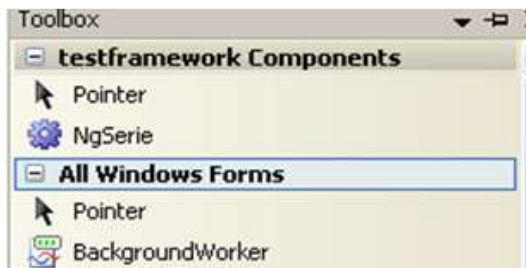 Toolbox
testframework Components
Pointer
NgSerie
All Windows Forms
Pointer
BackgroundWorker